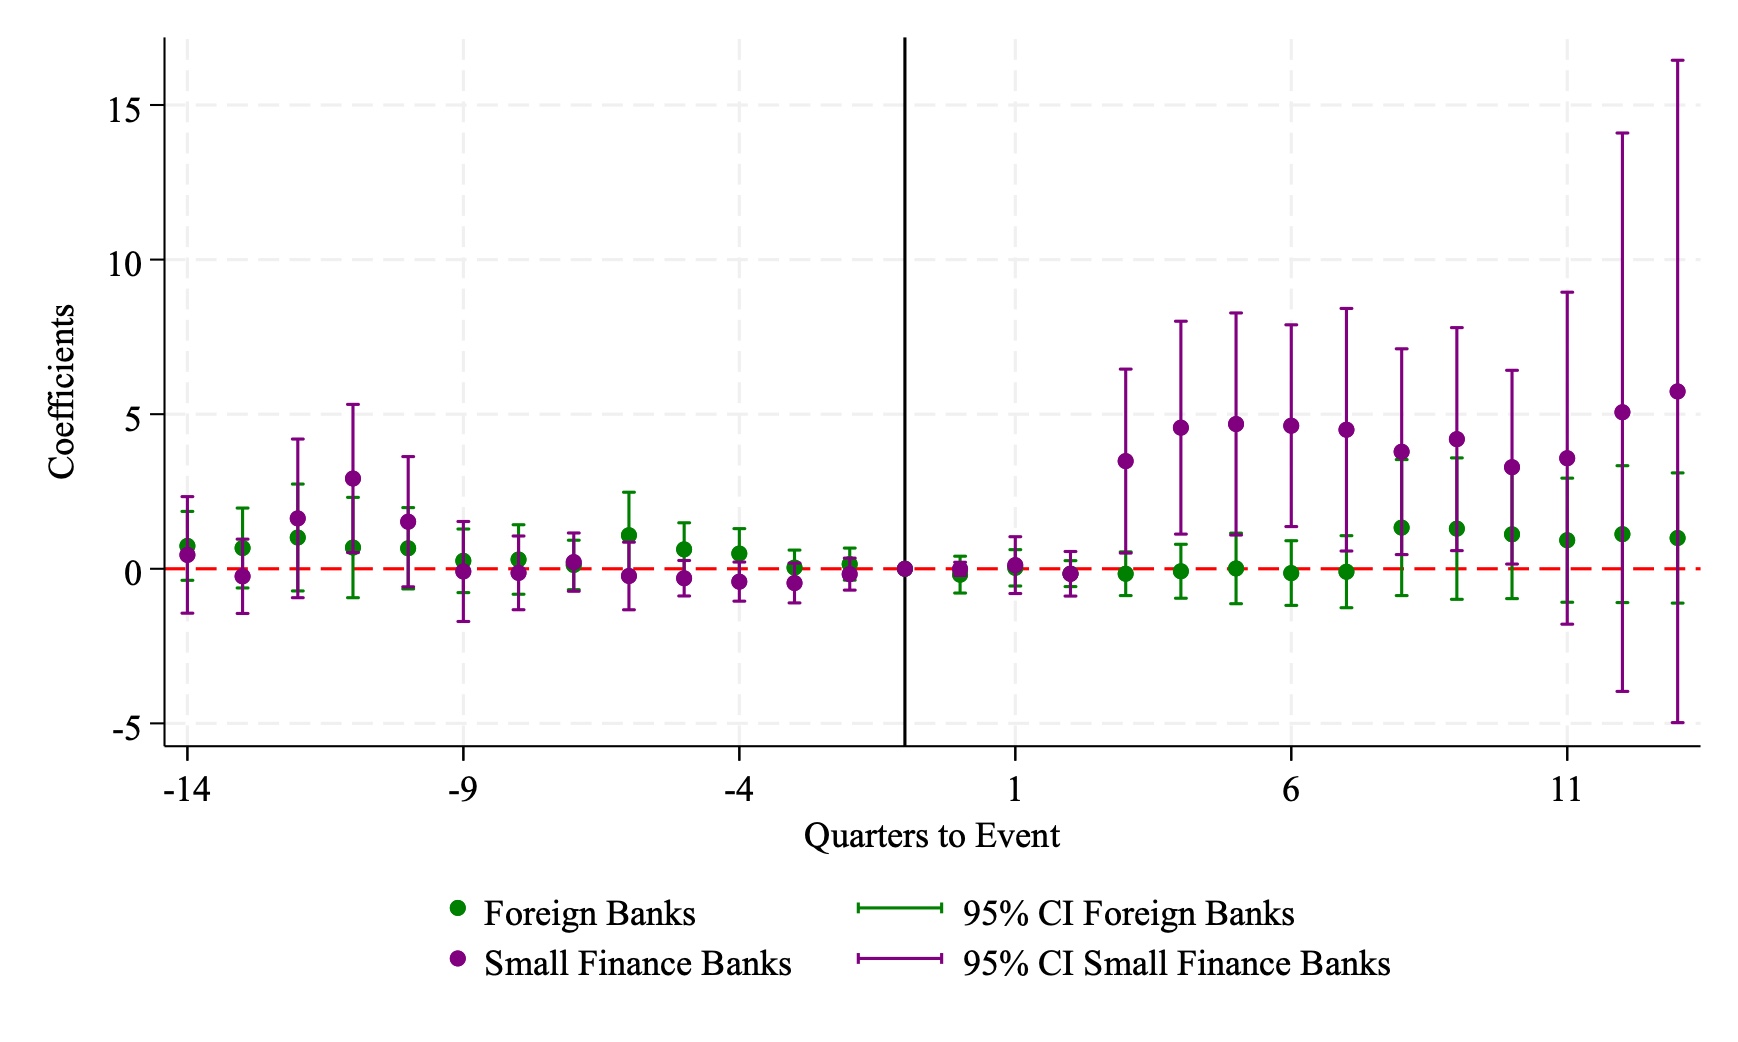 15
10
5
0
-5
Coefficients
-14 -9 -4 1 6 11
Quarters to Event
Foreign Banks 95% CI Foreign Banks
Small Finance Banks 95% CI Small Finance Banks